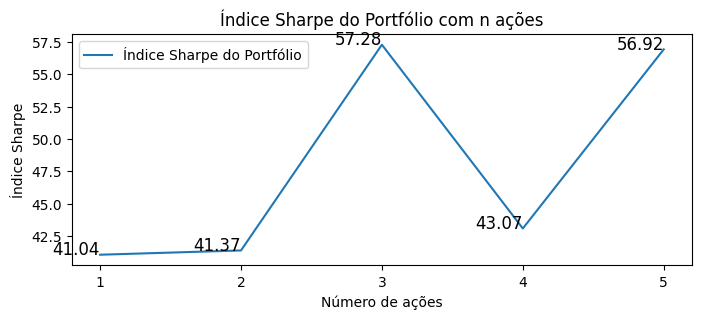 Índice Sharpe do Portfólio com n ações
Índice Sharpe do Portfólio
Índice Sharpe
57.5
55.0
52.5
50.0
47.5
45.0
42.5
41.04
41.37
57.28
43.07
56.92
1 2 3 4 5
Número de ações